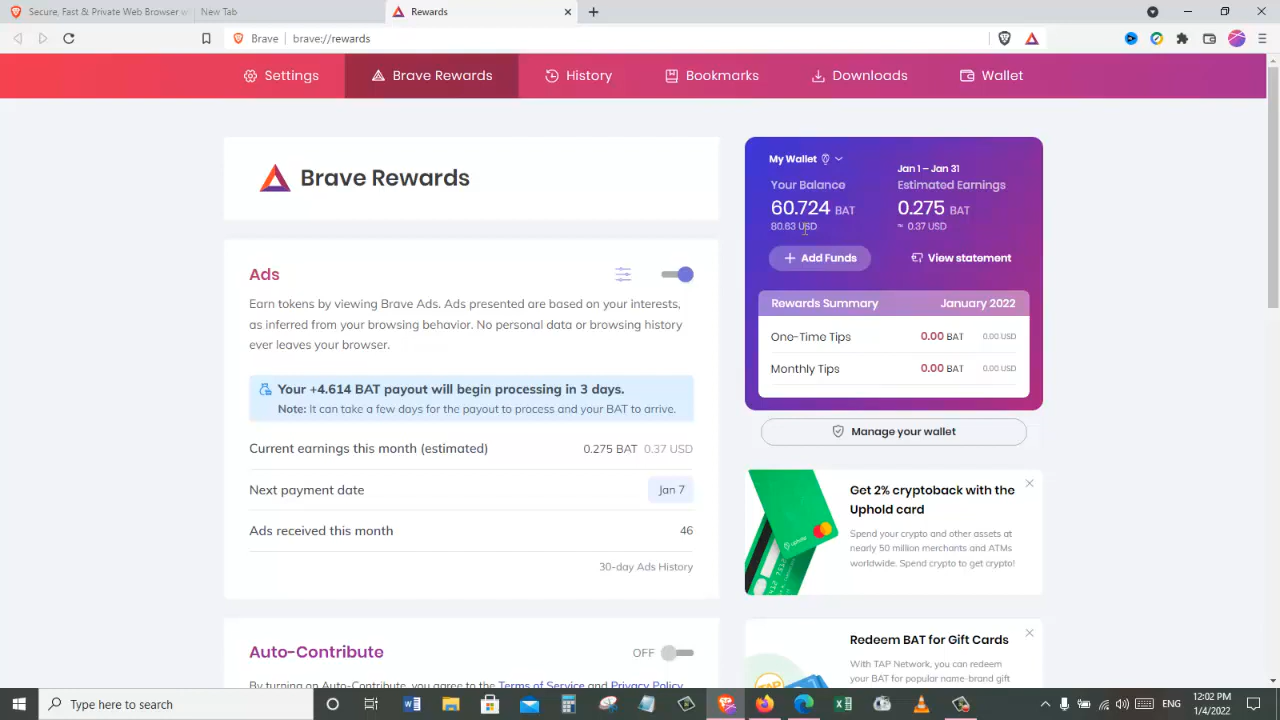 Secure, Fast & Private Web Browser w
New Tab
Rewards
Brave
brave://rewards
Settings
Brave Rewards
History
Bookmarks
Downloads
Wallet
Brave Rewards
My Wallet
Your Balance
60.724 BAT
80.63 USD
Jan 1 – Jan 31
Estimated Earnings
0.275 BAT
≈ 0.37 USD
+ Add Funds
View statement
Rewards Summary
January 2022
One-Time Tips
0.00 BAT
0.00 USD
Monthly Tips
0.00 BAT
0.00 USD
Manage your wallet
Ads
Earn tokens by viewing Brave Ads. Ads presented are based on your interests,
as inferred from your browsing behavior. No personal data or browsing history
ever leaves your browser.
Your +4.614 BAT payout will begin processing in 3 days.
Note: It can take a few days for the payout to process and your BAT to arrive.
Current earnings this month (estimated)
0.275 BAT 0.37 USD
Next payment date
Jan 7
Ads received this month
46
30-day Ads History
Get 2% cryptoback with the
Uphold card
Spend your crypto and other assets at
nearly 50 million merchants and ATMs
worldwide. Spend crypto to get crypto!
UPHOLD
Auto-Contribute
OFF
By turning on Auto-Contribute, you agree to the Terms of Service and Privacy Policy.
Redeem BAT for Gift Cards
With TAP Network, you can redeem
your BAT for popular name-brand gift
TAP
Type here to search
ENG
12:02 PM
1/4/2022